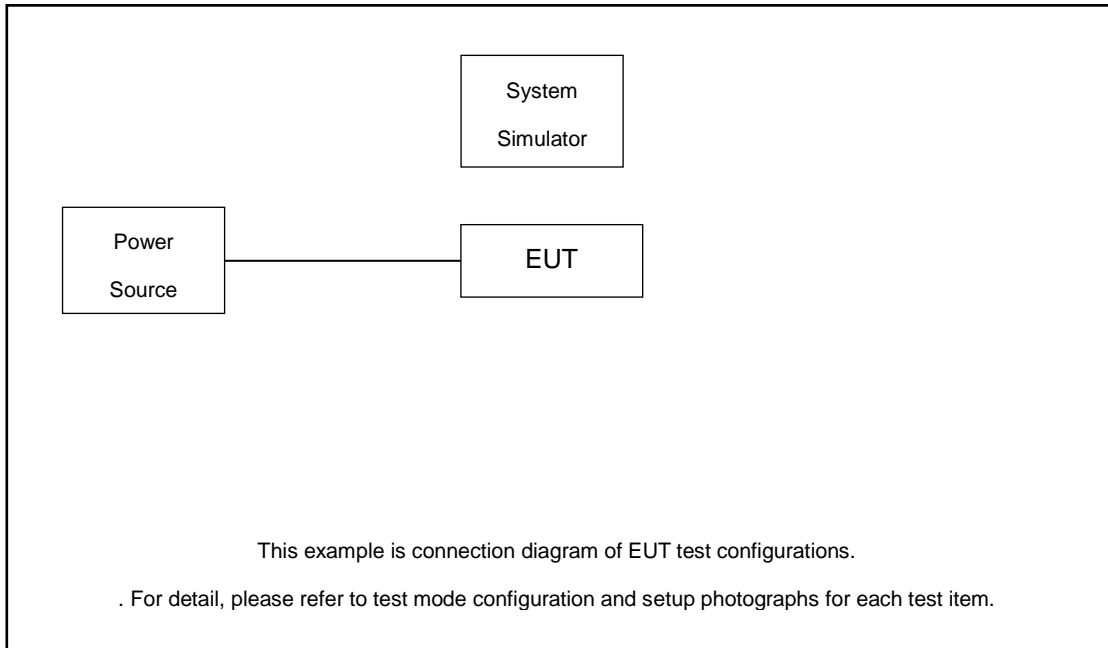 System
Simulator
Power
Source
EUT
This example is connection diagram of EUT test configurations.
. For detail, please refer to test mode configuration and setup photographs for each test item.